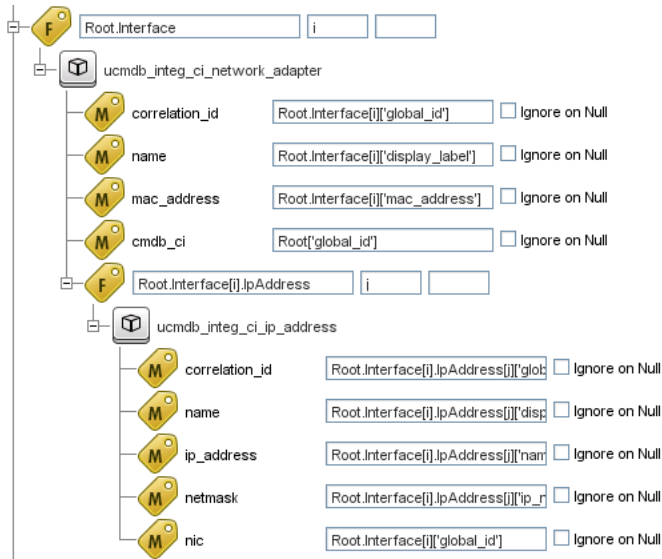 F Root.Interface i
ucmdb_integ_ci_network_adapter
M correlation_id Root.Interface[i]['global_id'] Ignore on Null
M name Root.Interface[i]['display_label'] Ignore on Null
M mac_address Root.Interface[i]['mac_address'] Ignore on Null
M cmdb_ci Root['global_id'] Ignore on Null
F Root.Interface[i].IpAddress j
ucmdb_integ_ci_ip_address
M correlation_id Root.Interface[i].IpAddress[j]['glob Ignore on Null
M name Root.Interface[i].IpAddress[j]['disp Ignore on Null
M ip_address Root.Interface[i].IpAddress[j]['nam Ignore on Null
M netmask Root.Interface[i].IpAddress[j]['ip_n Ignore on Null
M nic Root.Interface[i]['global_id'] Ignore on Null